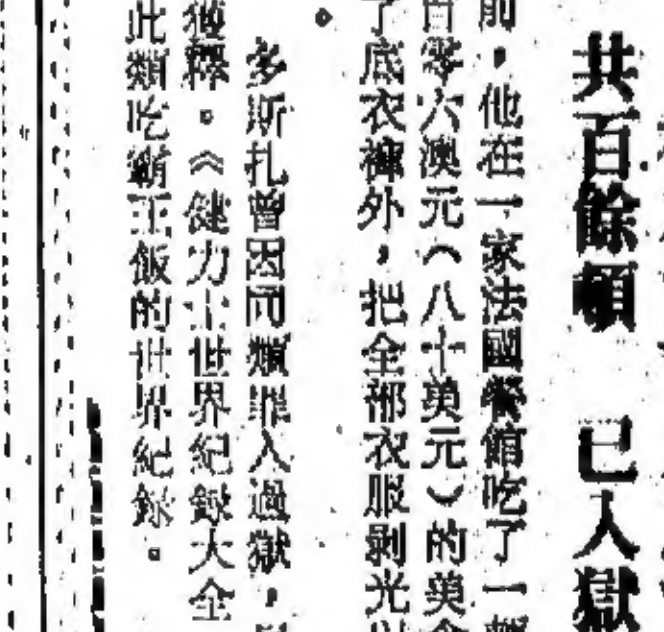 共百餘頓 已入獄
前，他在一家法國餐館吃了一頓
百零六澳元（八十美元）的美食
了底衣褲外，把全部衣服剝光以
。
多斯扎曾因同類罪入過獄，
獲釋。《健力士世界紀錄大全
此類吃霸王飯的世界紀錄。